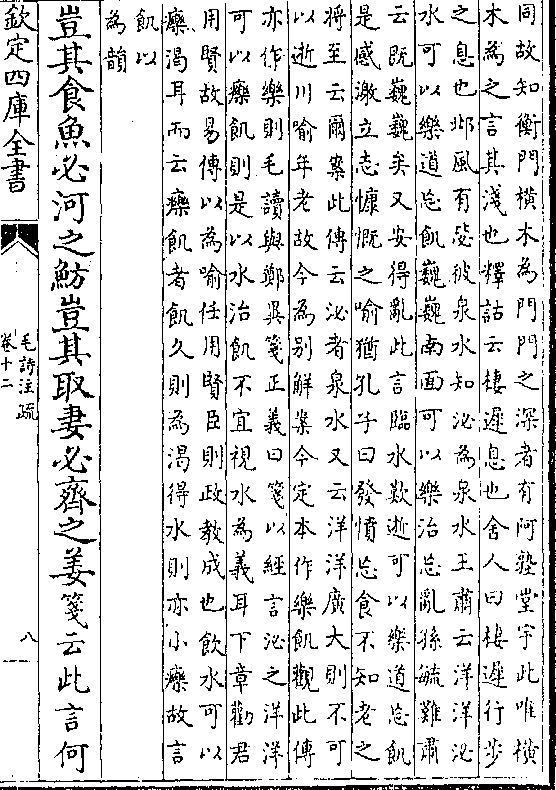 同故知衡門橫木為門門之深者有阿塾堂宇此唯橫
木為之言其淺也釋詁云棲遲息也舍人曰棲遲行步
之息也邶風有毖彼泉水知泌為泉水王肅云洋洋泌
水可以樂道忘飢巍巍南面可以樂治忘亂孫毓難肅
云既巍巍矣又安得亂此言臨水歎逝可以樂道忘飢
是感激立志慷慨之喻猶孔子曰發憤忘食不知老之
將至云爾案此傳云泌者泉水又云洋洋廣大則不可
以逝川喻年老故今為別解案今定本作樂飢觀此傳
亦作樂則毛讀與鄭異箋正義曰箋以經言泌之洋洋
可以𤻲飢則是以水治飢不宜視水為義耳下章勸君
用賢故易傳以為喻任用賢臣則政教成也飲水可以
𤻲渴耳而云𤻲飢者飢久則為渴得水則亦小𤻲故言
飢以
為韻
豈其食魚必河之魴豈其取妻必齊之姜箋云此言何
欽定四庫全書
毛詩注疏
卷十二
八